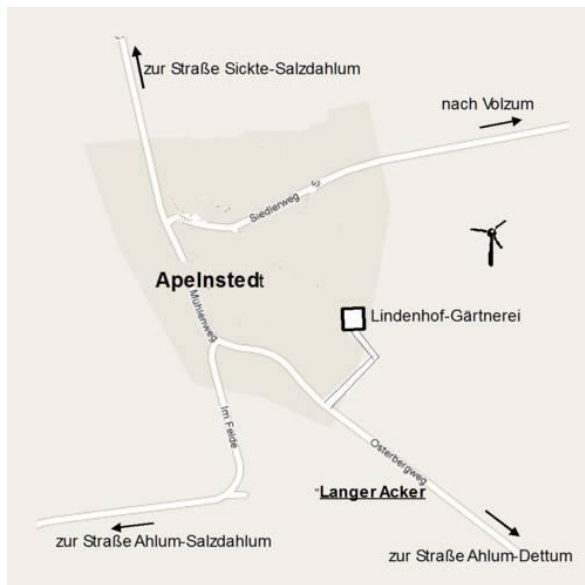 zur Straße Sickte-Salzdahlum
nach Volzum
Siedlerweg
Apelnstedt
Mühlenweg
Lindenhof-Gärtnerei
Im Felde
Osterbergweg
"Langer Acker
zur Straße Ahlum-Salzdahlum
zur Straße Ahlum-Dettum